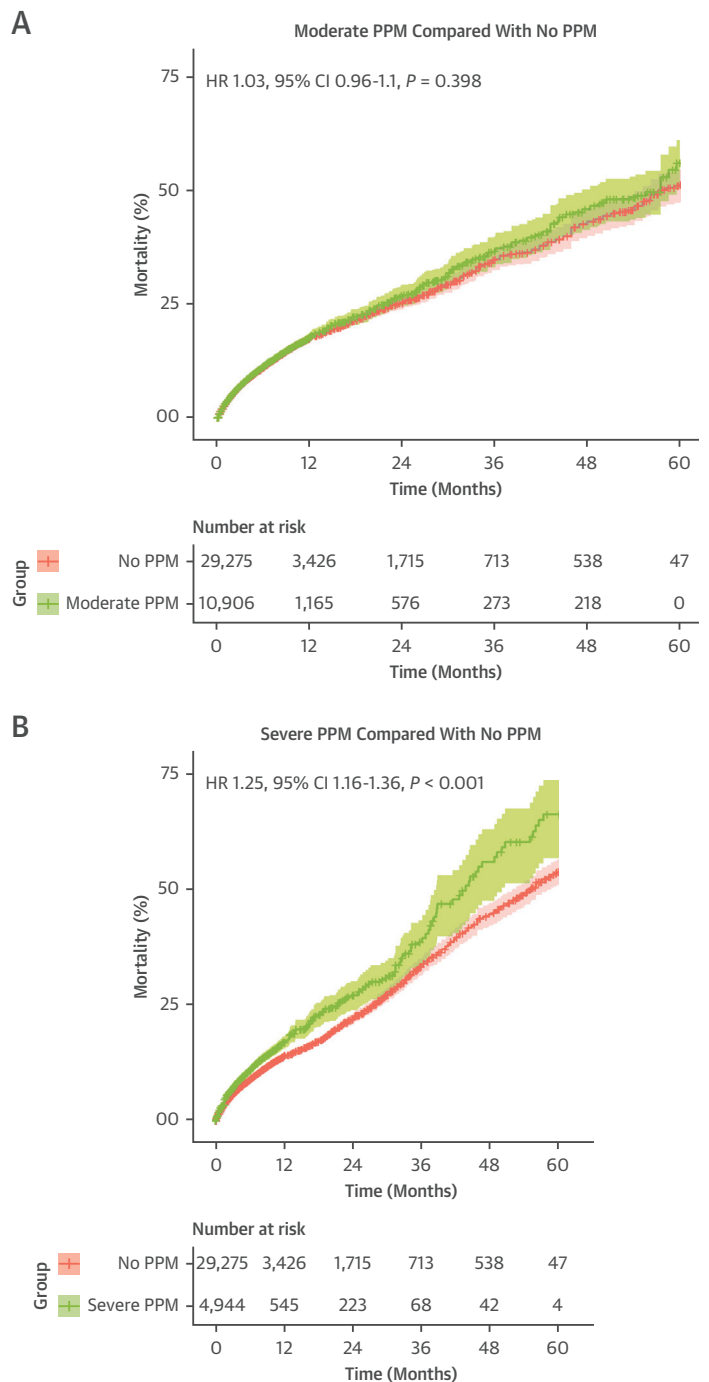 A
Moderate PPM Compared With No PPM
HR 1.03, 95% CI 0.96-1.1, P = 0.398
Mortality (%)
75
50
25
00
0 12 24 36 48 60
Time (Months)
Number at risk
Group
No PPM 29,275 3,426 1,715 713 538 47
Moderate PPM 10,906 1,165 576 273 218 0
0 12 24 36 48 60
Time (Months)
B
Severe PPM Compared With No PPM
HR 1.25, 95% CI 1.16-1.36, P < 0.001
Mortality (%)
75
50
25
00
0 12 24 36 48 60
Time (Months)
Number at risk
Group
No PPM 29,275 3,426 1,715 713 538 47
Severe PPM 4,944 545 223 68 42 4
0 12 24 36 48 60
Time (Months)